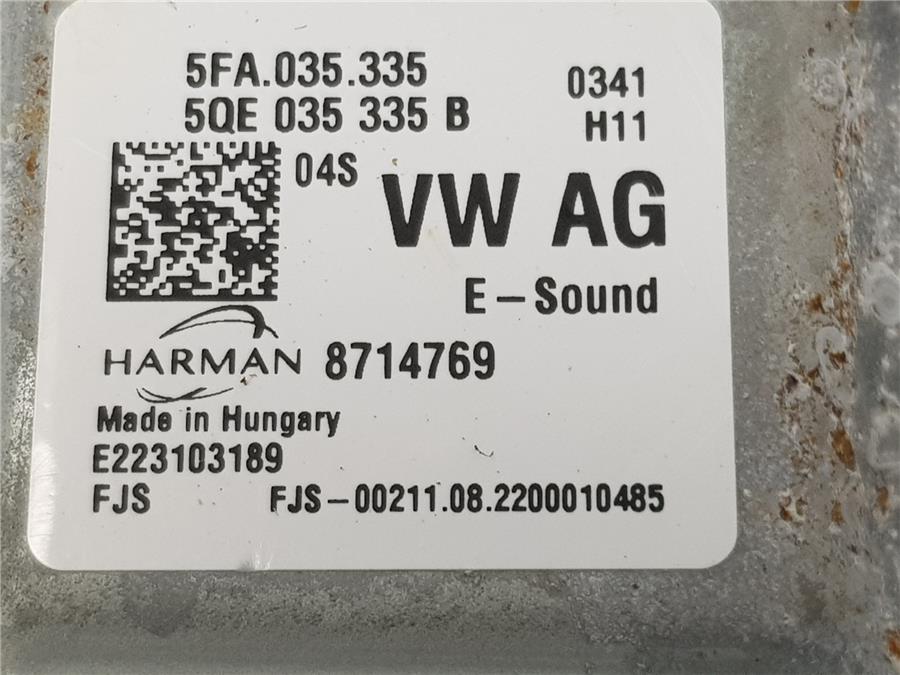 5FA.035.335
5QE 035 335 B
0341
H11
04S
VW AG
E-Sound
HARMAN 8714769
Made in Hungary
E223103189
FJS FJS-00211.08.2200010485